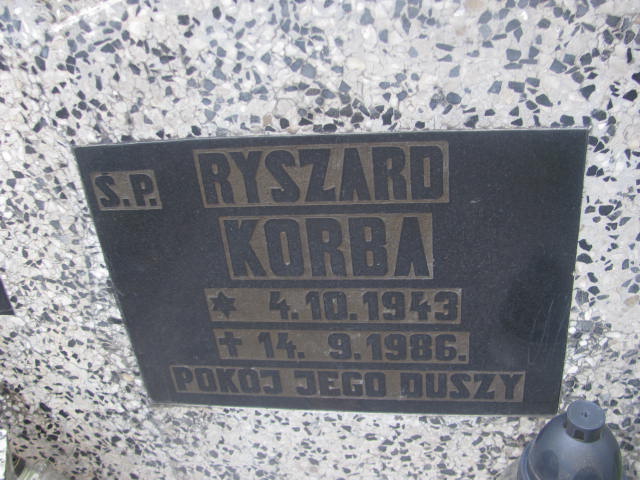 Ś.P. RYSZARD
KORBA
✶ 4.10.1943
✝ 14. 9.1986.
POKÓJ JEGO DUSZY